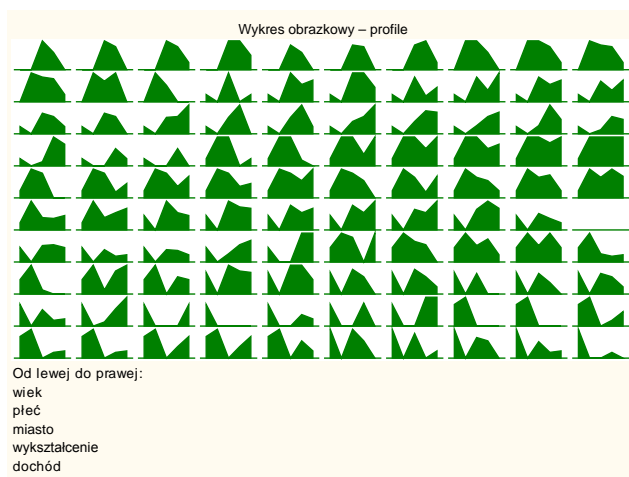 Wykres obrazkowy – profile
Od lewej do prawej:
wiek
płeć
miasto
wykształcenie
dochód